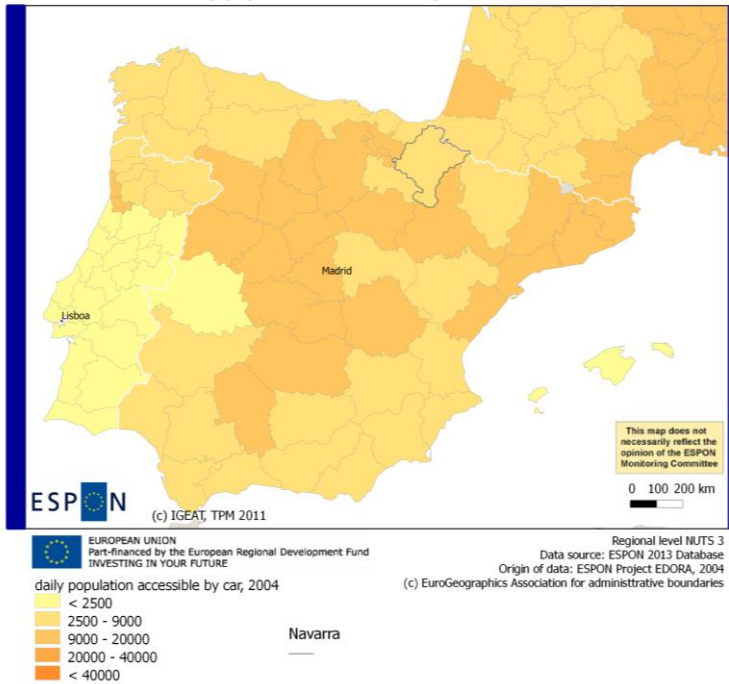 Madrid
Lisboa
This map does not
necessarily reflect the
opinion of the ESPON
Monitoring Committee
0 100 200 km
ESPON
(c) IGEAT, TPM 2011
EUROPEAN UNION
Part-financed by the European Regional Development Fund
INVESTING IN YOUR FUTURE
Regional level NUTS 3
Data source: ESPON 2013 Database
Origin of data: ESPON Project EDORA, 2004
(c) EuroGeographics Association for administtrative boundaries
daily population accessible by car, 2004
< 2500
2500 - 9000
9000 - 20000
20000 - 40000
< 40000
Navarra